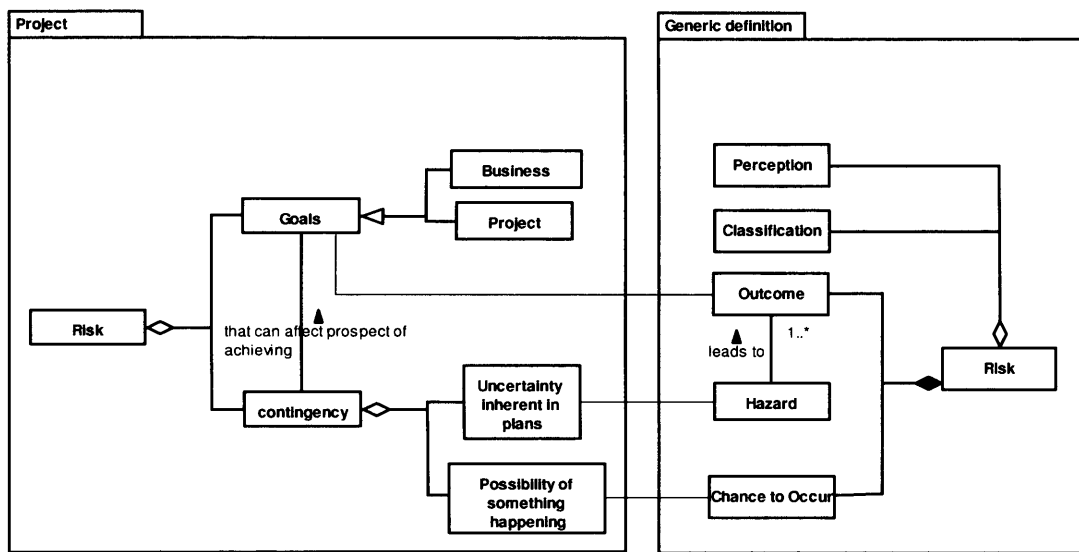 Project
Generic definition
Business
Perception
Goals
Project
Classification
Outcome
Risk
that can affect prospect of
achieving
leads to
1..*
Risk
contingency
Uncertainty
inherent in
plans
Hazard
Possibility of
something
happening
Chance to Occur